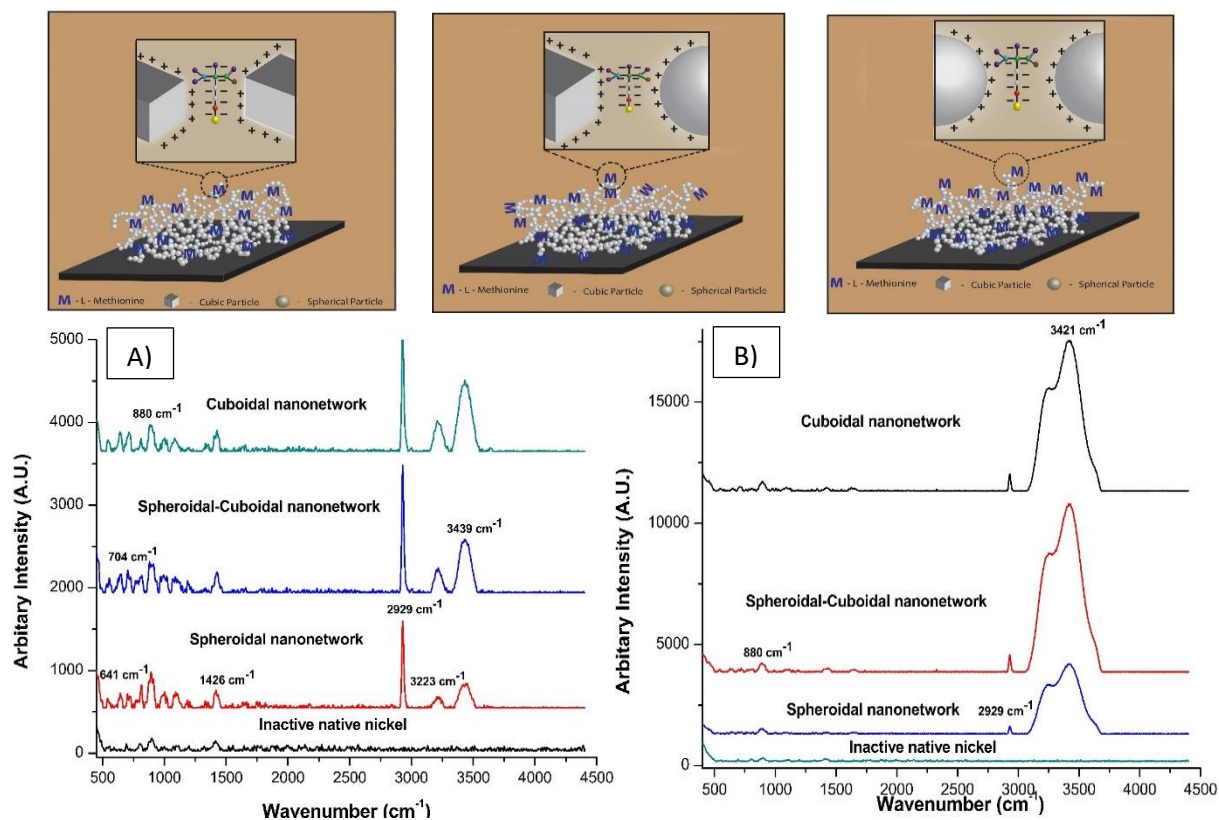 M
M - L - Methionine - Cubic Particle - Spherical Particle
M - L - Methionine - Cubic Particle - Spherical Particle
M - L - Methionine - Cubic Particle - Spherical Particle
A)
5000
4000
3000
2000
1000
0
Arbitary Intensity (A.U.)
880 cm-1
Cuboidal nanonetwork
Spheroidal-Cuboidal nanonetwork
704 cm-1
3439 cm-1
2929 cm-1
Spheroidal nanonetwork
641 cm-1
1426 cm-1
3223 cm-1
Inactive native nickel
500 1000 1500 2000 2500 3000 3500 4000 4500
Wavenumber (cm-1)
B)
15000
10000
5000
0
Arbitary Intensity (A.U.)
3421 cm-1
Cuboidal nanonetwork
Spheroidal-Cuboidal nanonetwork
880 cm-1
Spheroidal nanonetwork
2929 cm-1
Inactive native nickel
500 1000 1500 2000 2500 3000 3500 4000 4500
Wavenumber (cm-1)